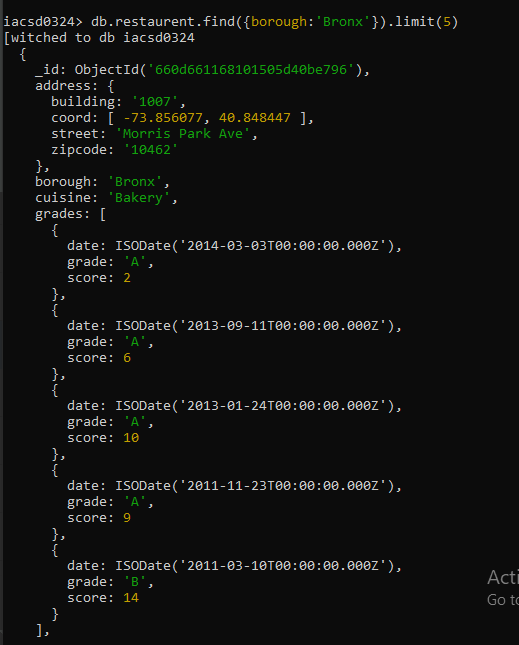 iacsd0324> db.restaurent.find({borough:'Bronx'}).limit(5)
[witched to db iacsd0324
  {
    _id: ObjectId('660d661168101505d40be796'),
    address: {
      building: '1007',
      coord: [ -73.856077, 40.848447 ],
      street: 'Morris Park Ave',
      zipcode: '10462'
    },
    borough: 'Bronx',
    cuisine: 'Bakery',
    grades: [
      {
        date: ISODate('2014-03-03T00:00:00.000Z'),
        grade: 'A',
        score: 2
      },
      {
        date: ISODate('2013-09-11T00:00:00.000Z'),
        grade: 'A',
        score: 6
      },
      {
        date: ISODate('2013-01-24T00:00:00.000Z'),
        grade: 'A',
        score: 10
      },
      {
        date: ISODate('2011-11-23T00:00:00.000Z'),
        grade: 'A',
        score: 9
      },
      {
        date: ISODate('2011-03-10T00:00:00.000Z'),
        grade: 'B',
        score: 14
      }
    ],
Acti
Go to